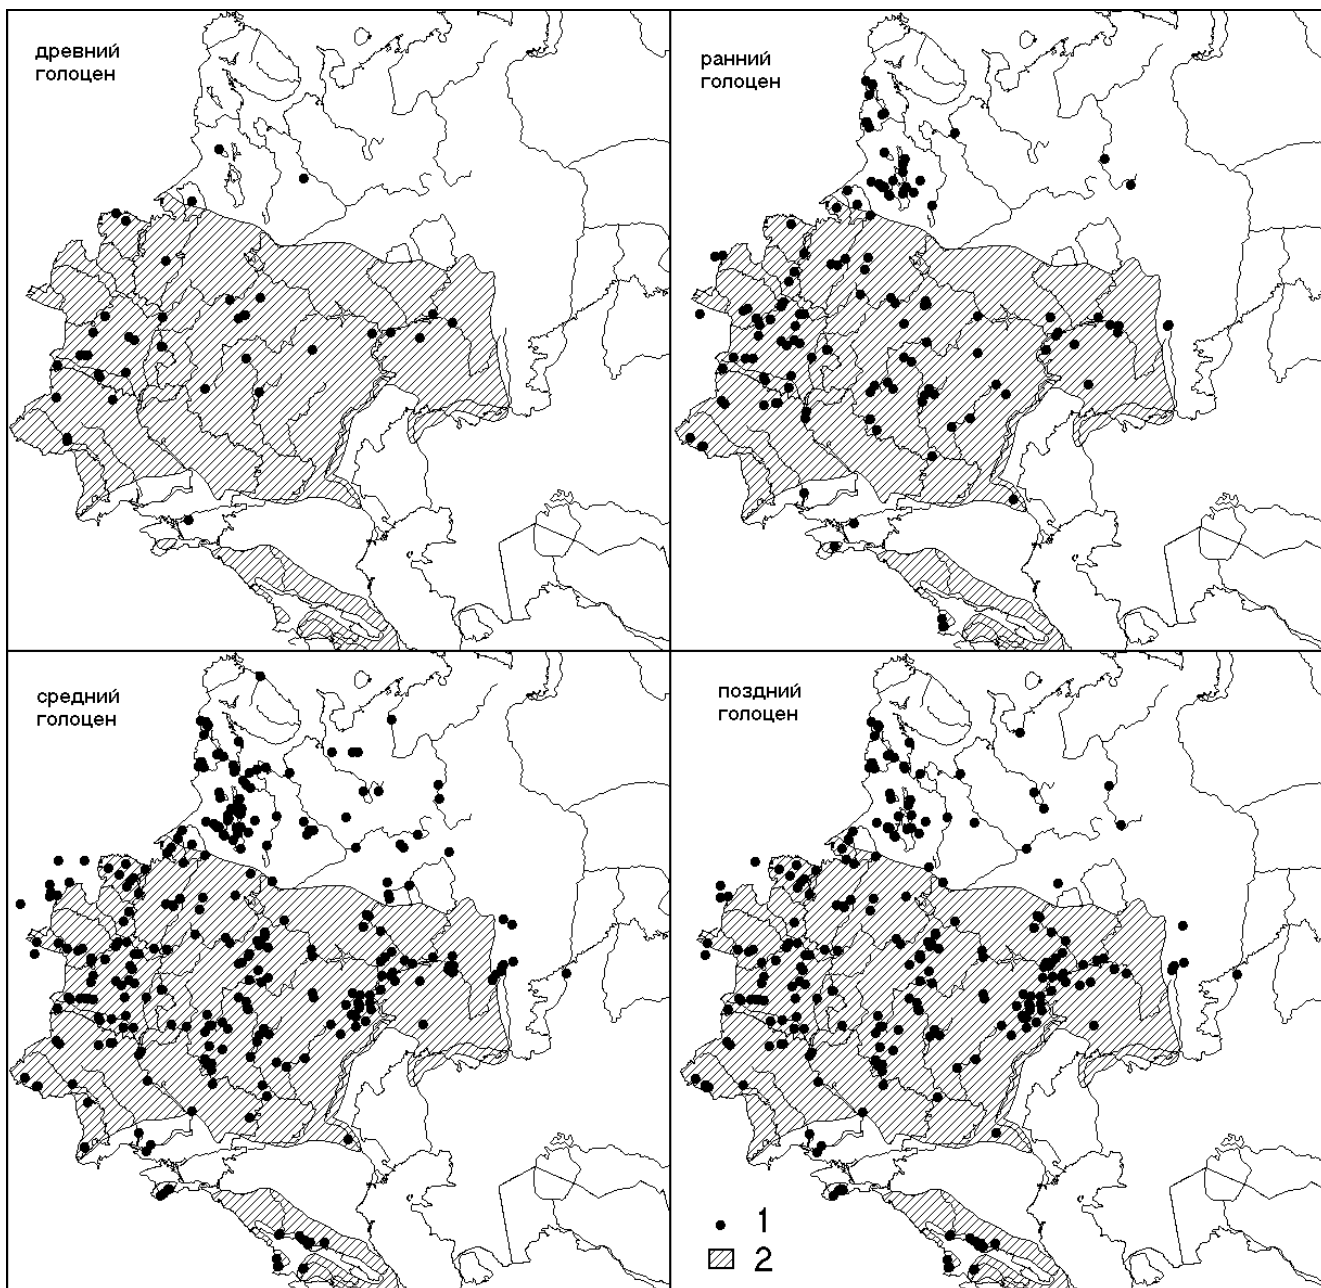 древний
голоцен
ранний
голоцен
средний
голоцен
поздний
голоцен
1
2